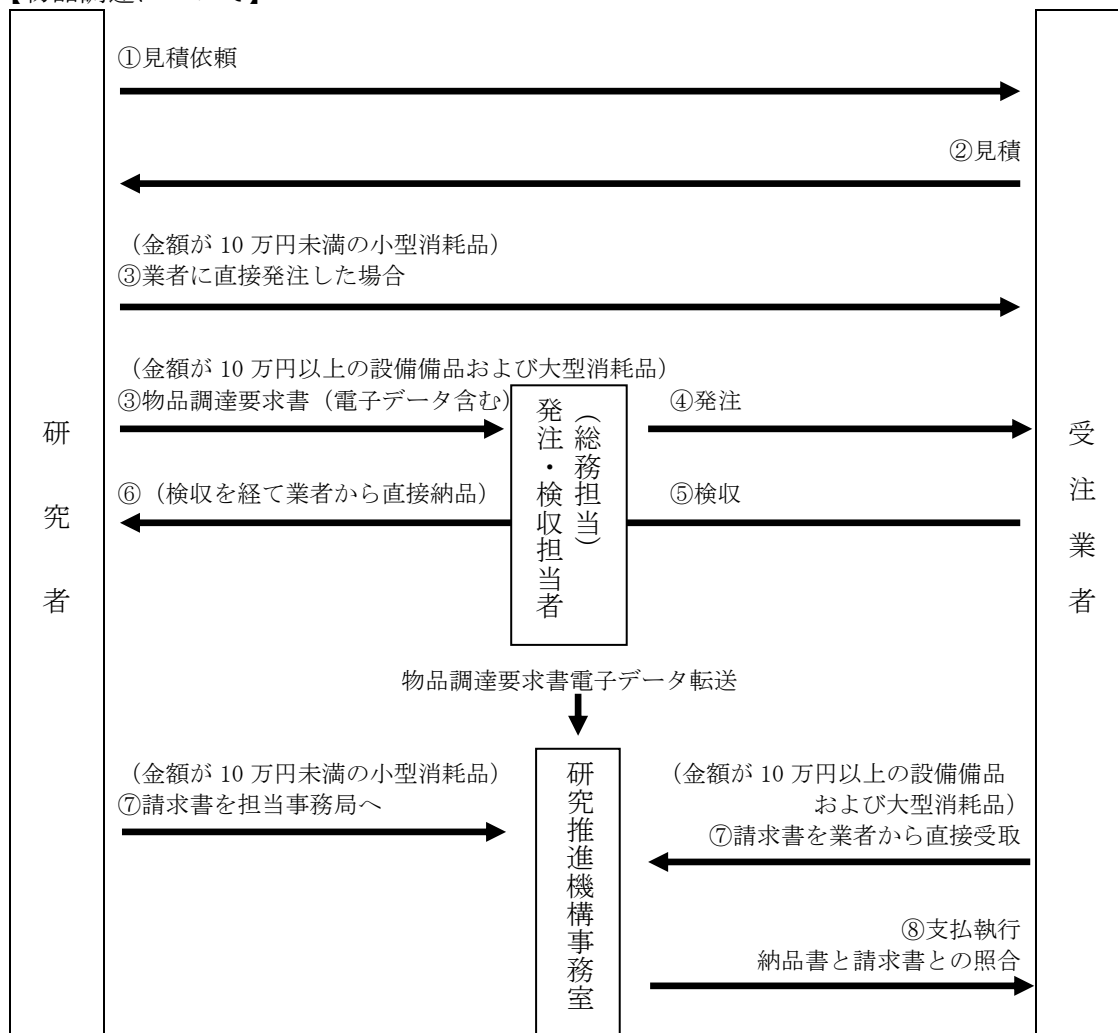 ①見積依頼
②見積
（金額が 10 万円未満の小型消耗品）
③業者に直接発注した場合
（金額が 10 万円以上の設備備品および大型消耗品）
③物品調達要求書（電子データ含む）
④発注
研究者
（総務担当）
発注・検収担当者
受注業者
⑥（検収を経て業者から直接納品）
⑤検収
物品調達要求書電子データ転送
（金額が 10 万円未満の小型消耗品）
⑦請求書を担当事務局へ
研究推進機構事務室
（金額が 10 万円以上の設備備品
および大型消耗品）
⑦請求書を業者から直接受取
⑧支払執行
納品書と請求書との照合